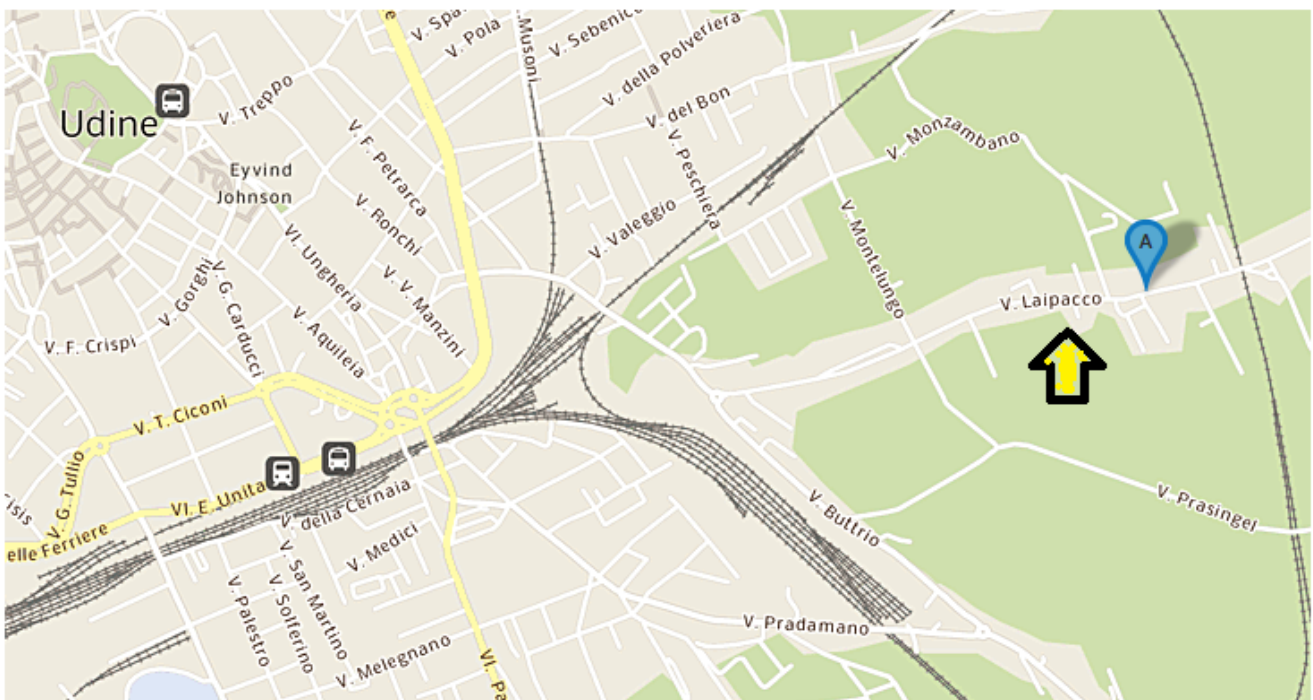 V. Musoni
V. Pola
V. Sebenico
V. della Polveriera
V. del Bon
V. Treppo
Udine
V. Monzambano
V. F. Petrarca
V. Peschiera
Eyvind
Johnson
V. Ronchi
V. Valeggio
V. Montelungo
A
Vl. Ungheria
V. Gorghi
V. G. Carducci
V. V. Manzini
V. Laipacco
V. Aquileia
V. F. Crispi
V. T. Ciconi
V. G. Tullio
Vl. E. Unita
V. della Cernaia
V. Buttrio
V. Prasingel
elle Ferriere
V. Medici
V. San Martino
V. Solferino
V. Palestro
V. Pradamano
V. Melegnano
Vl. Pa